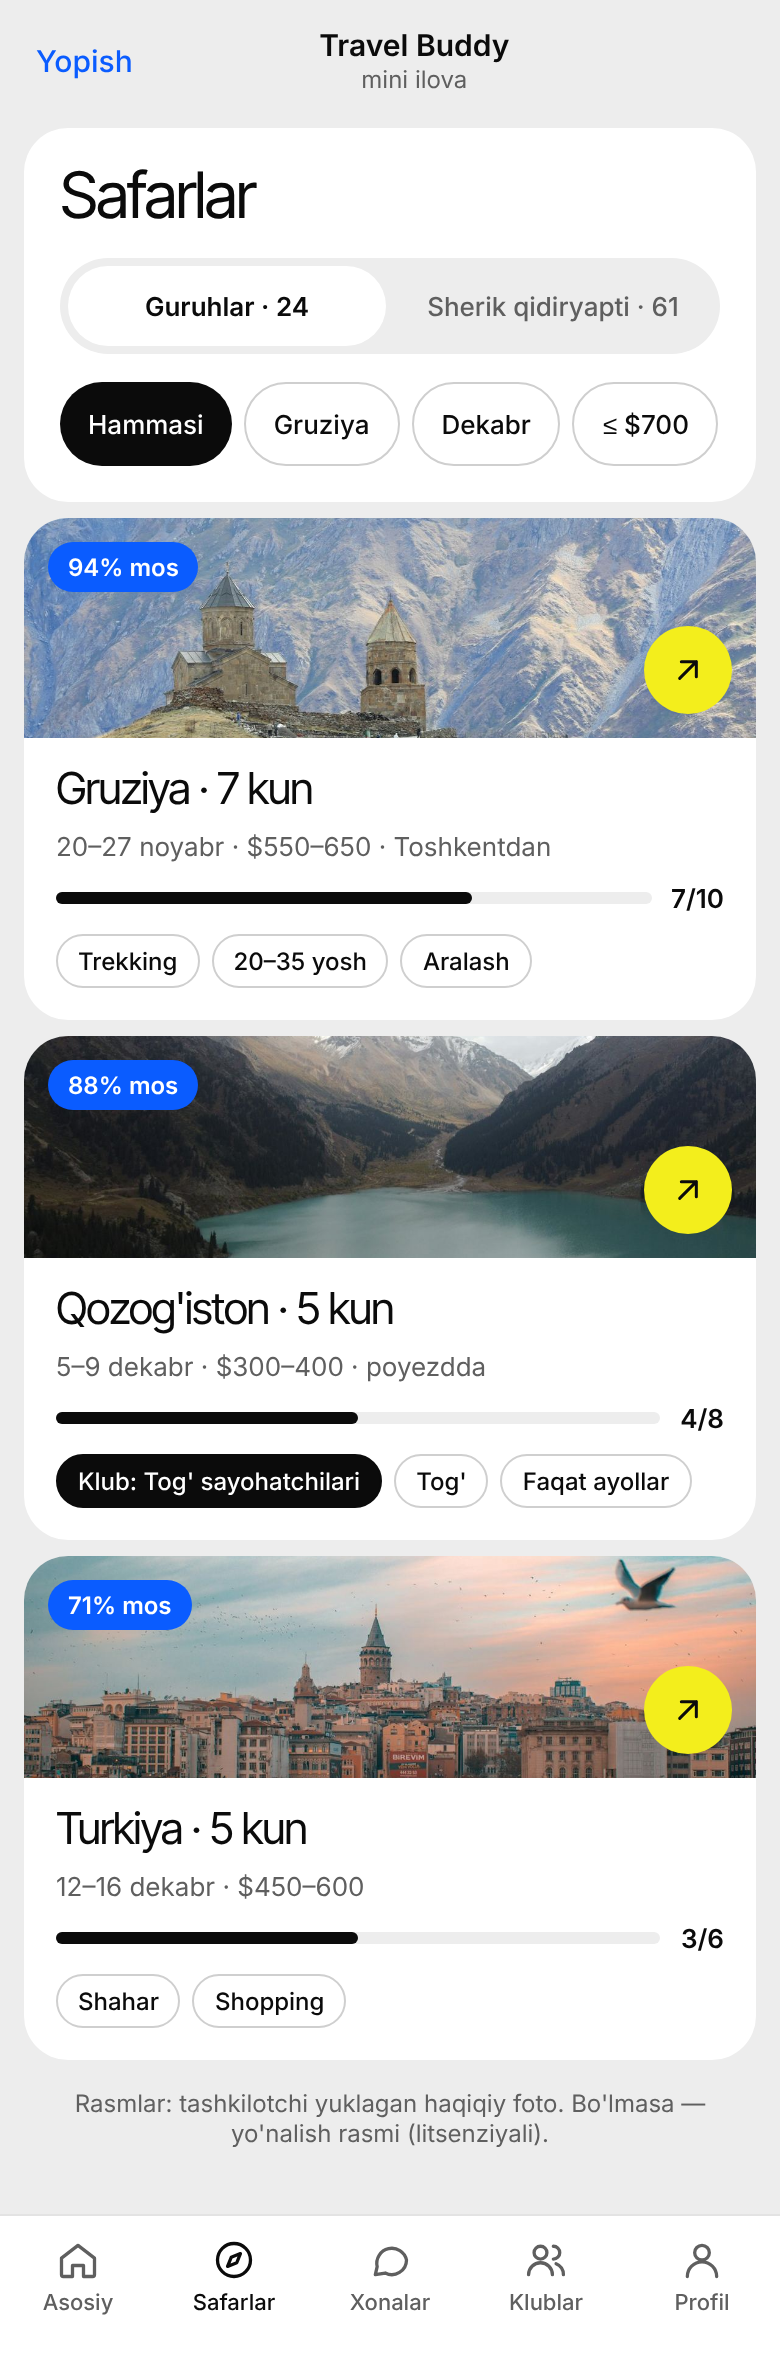 Yopish
Travel Buddy
mini ilova
Safarlar
Guruhlar · 24
Sherik qidiryapti · 61
Hammasi
Gruziya
Dekabr
≤ $700
94% mos
Gruziya · 7 kun
20–27 noyabr · $550–650 · Toshkentdan
7/10
Trekking
20–35 yosh
Aralash
88% mos
Qozog'iston · 5 kun
5–9 dekabr · $300–400 · poyezdda
4/8
Klub: Tog' sayohatchilari
Tog'
Faqat ayollar
71% mos
BiREVIM
Turkiya · 5 kun
12–16 dekabr · $450–600
3/6
Shahar
Shopping
Rasmlar: tashkilotchi yuklagan haqiqiy foto. Bo'lmasa —
yo'nalish rasmi (litsenziyali).
Asosiy
Safarlar
Xonalar
Klublar
Profil